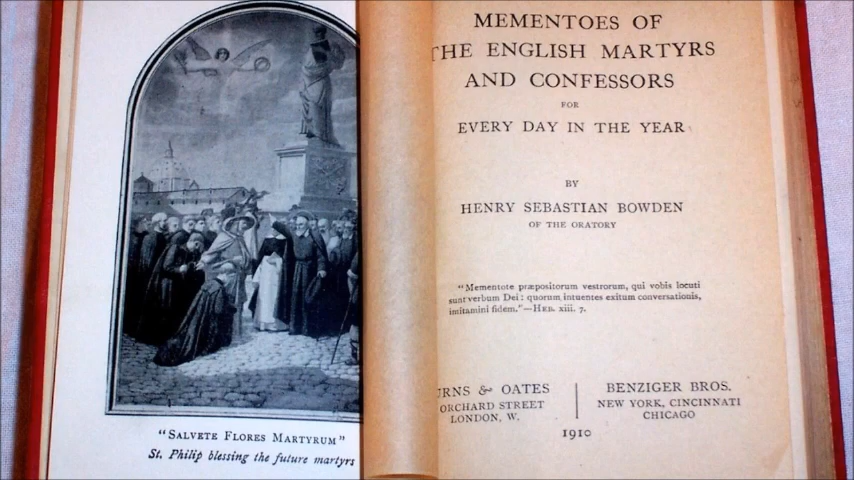 "SALVETE FLORES MARTYRUM"
St. Philip blessing the future martyrs
MEMENTOES OF
THE ENGLISH MARTYRS
AND CONFESSORS
FOR
EVERY DAY IN THE YEAR
BY
HENRY SEBASTIAN BOWDEN
OF THE ORATORY
"Mementote præpositorum vestrorum, qui vobis locuti
sunt verbum Dei : quorum intuentes exitum conversationis,
imitamini fidem."—HEB. xiii. 7.
RNS & OATES
ORCHARD STREET
LONDON, W.
BENZIGER BROS.
NEW YORK, CINCINNATI
CHICAGO
1910